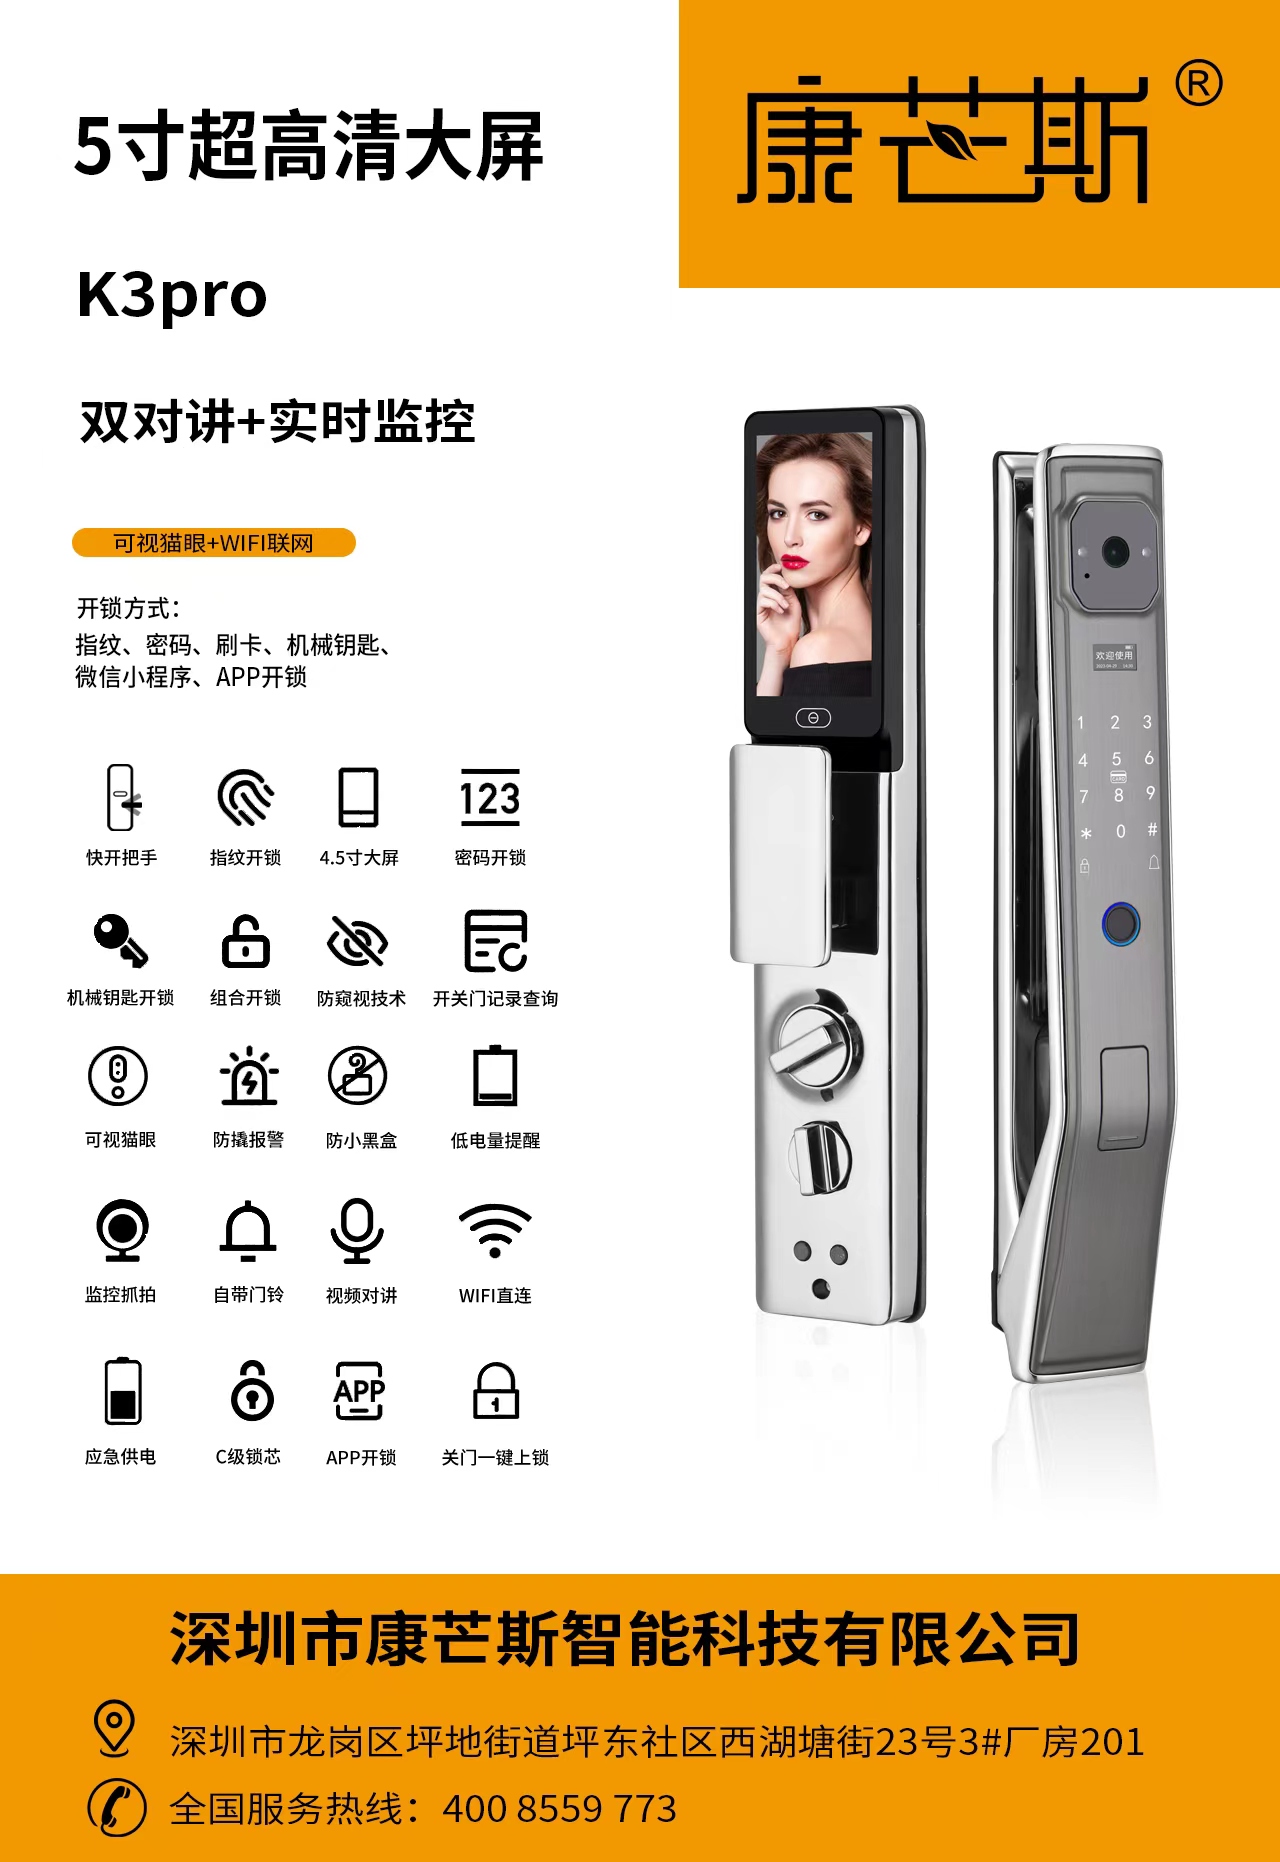 康芒斯®
5寸超高清大屏
K3pro
双对讲+实时监控
可视猫眼+WIFI联网
开锁方式：
指纹、密码、刷卡、机械钥匙、
微信小程序、APP开锁
快开把手
指纹开锁
4.5寸大屏
123
密码开锁
机械钥匙开锁
组合开锁
防窥视技术
开关门记录查询
可视猫眼
防撬报警
防小黑盒
低电量提醒
监控抓拍
自带门铃
视频对讲
WIFI直连
应急供电
C级锁芯
APP
APP开锁
1
关门一键上锁
欢迎使用
1 2 3
4 5 6
7 8 9
* 0 #
深圳市康芒斯智能科技有限公司
深圳市龙岗区坪地街道坪东社区西湖塘街23号3#厂房201
全国服务热线：400 8559 773